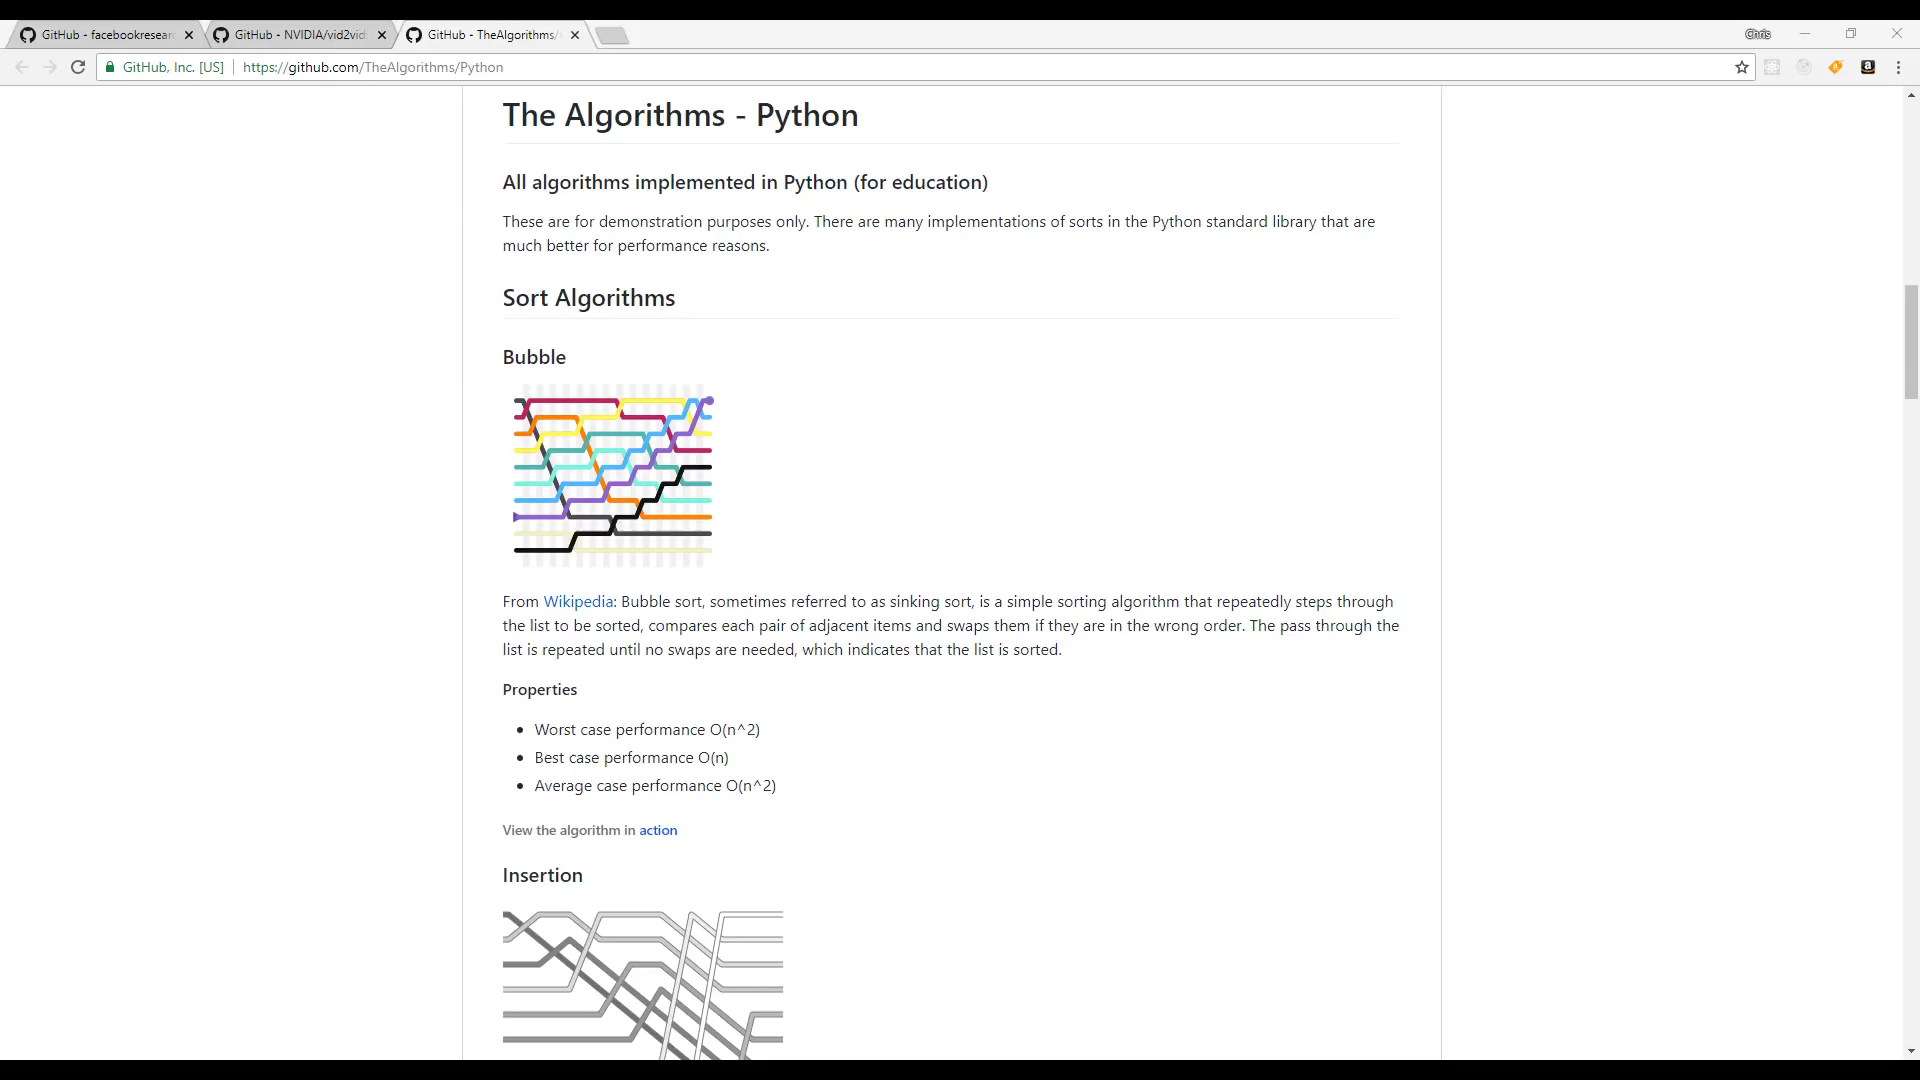 GitHub - facebookresearc
GitHub - NVIDIA/vid2vid:
GitHub - TheAlgorithms/
Chris
GitHub, Inc. [US]
https://github.com/TheAlgorithms/Python
The Algorithms - Python
All algorithms implemented in Python (for education)
These are for demonstration purposes only. There are many implementations of sorts in the Python standard library that are
much better for performance reasons.
Sort Algorithms
Bubble
From Wikipedia: Bubble sort, sometimes referred to as sinking sort, is a simple sorting algorithm that repeatedly steps through
the list to be sorted, compares each pair of adjacent items and swaps them if they are in the wrong order. The pass through the
list is repeated until no swaps are needed, which indicates that the list is sorted.
Properties
• Worst case performance O(n^2)
• Best case performance O(n)
• Average case performance O(n^2)
View the algorithm in action
Insertion